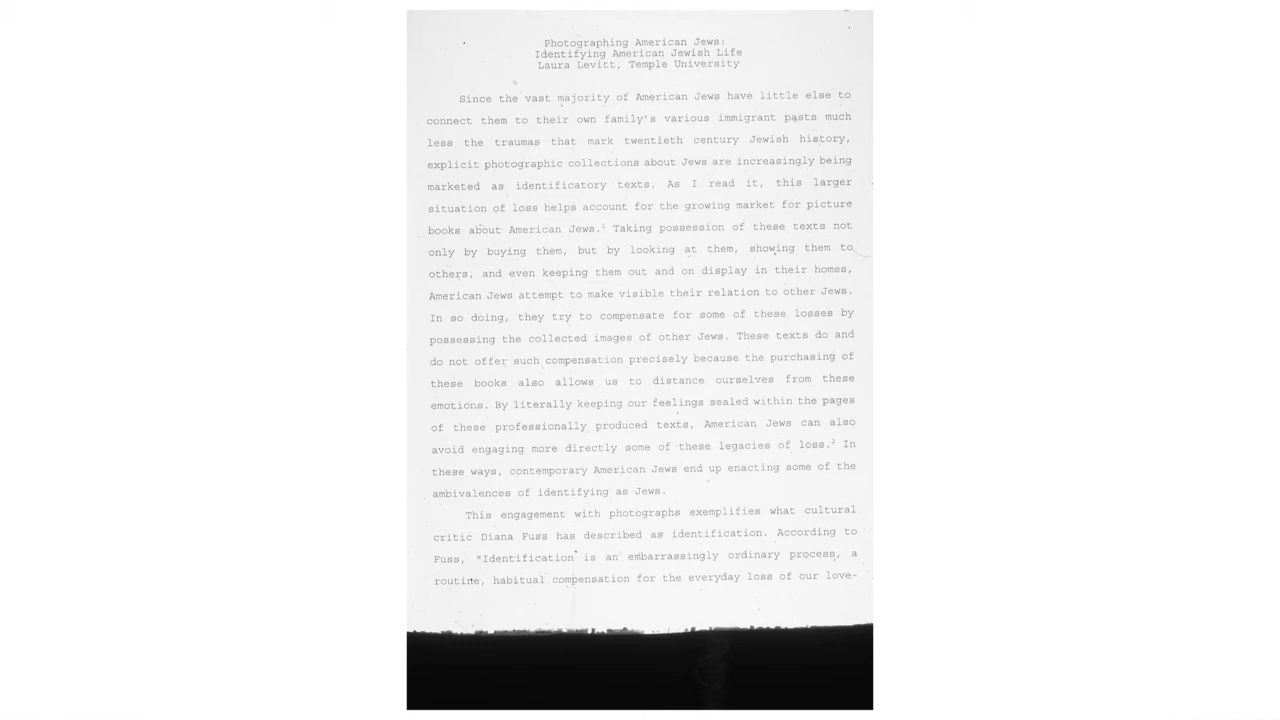 Photographing American Jews:
Identifying American Jewish Life
Laura Levitt, Temple University
Since the vast majority of American Jews have little else to
connect them to their own family's various immigrant pasts much
less the traumas that mark twentieth century Jewish history,
explicit photographic collections about Jews are increasingly being
marketed as identificatory texts. As I read it, this larger
situation of loss helps account for the growing market for picture
books about American Jews.¹ Taking possession of these texts not
only by buying them, but by looking at them, showing them to
others, and even keeping them out and on display in their homes,
American Jews attempt to make visible their relation to other Jews.
In so doing, they try to compensate for some of these losses by
possessing the collected images of other Jews. These texts do and
do not offer such compensation precisely because the purchasing of
these books also allows us to distance ourselves from these
emotions. By literally keeping our feelings sealed within the pages
of these professionally produced texts, American Jews can also
avoid engaging more directly some of these legacies of loss.² In
these ways, contemporary American Jews end up enacting some of the
ambivalences of identifying as Jews.
This engagement with photographs exemplifies what cultural
critic Diana Fuss has described as identification. According to
Fuss, "Identification is an embarrassingly ordinary process, a
routine, habitual compensation for the everyday loss of our love-